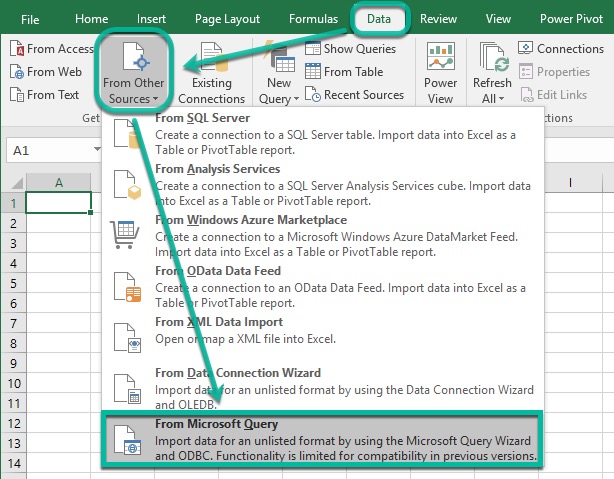 File Home Insert Page Layout Formulas Data Review View Power Pivot
From Access
From Web
From Text
From Other
Sources
Existing
Connections
New
Query
Show Queries
From Table
Recent Sources
Power
View
Refresh
All
Connections
Properties
Edit Links
Get
A1
From SQL Server
Create a connection to a SQL Server table. Import data into Excel as a
Table or PivotTable report.
From Analysis Services
Create a connection to a SQL Server Analysis Services cube. Import data
into Excel as a Table or PivotTable report.
From Windows Azure Marketplace
Create a connection to a Microsoft Windows Azure DataMarket Feed.
Import data into Excel as a Table or PivotTable report.
From OData Data Feed
Create a connection to an OData Data Feed. Import data into Excel as a
Table or PivotTable report.
From XML Data Import
Open or map a XML file into Excel.
From Data Connection Wizard
Import data for an unlisted format by using the Data Connection Wizard
and OLEDB.
From Microsoft Query
Import data for an unlisted format by using the Microsoft Query Wizard
and ODBC. Functionality is limited for compatibility in previous versions.
A I
1
2
3
4
5
6
7
8
9
10
11
12
13
14